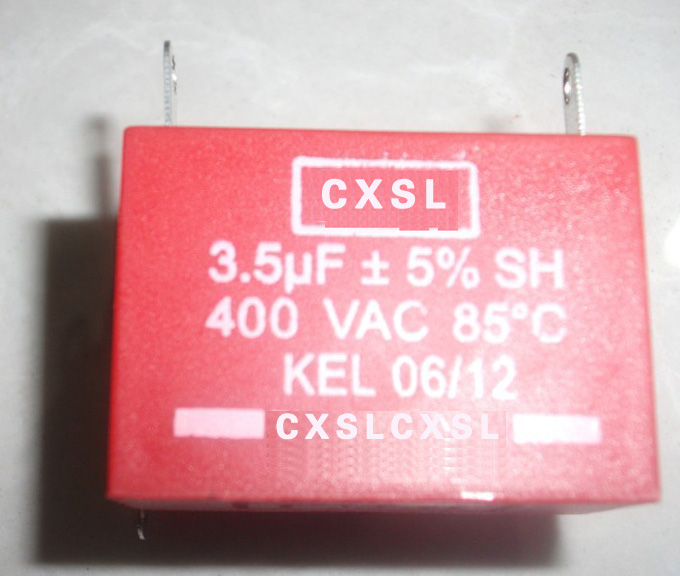 CXSL
3.5µF ± 5% SH
400 VAC 85°C
KEL 06/12
CXSLCXSL